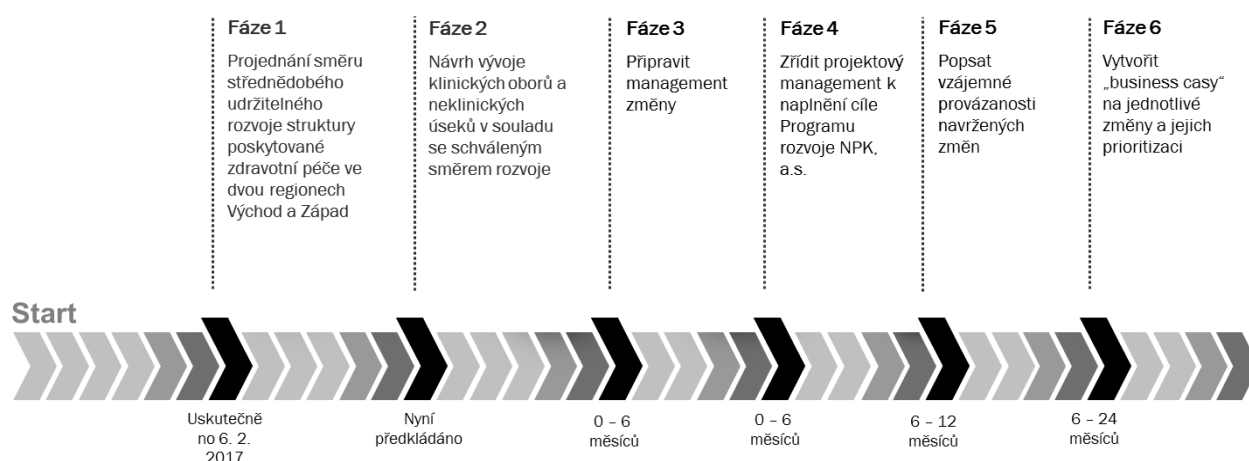 Fáze 1
Projednání směru
střednědobého
udržitelného
rozvoje struktury
poskytované
zdravotní péče ve
dvou regionech
Východ a Západ
Fáze 2
Návrh vývoje
klinických oborů a
neklinických
úseků v souladu
se schváleným
směrem rozvoje
Fáze 3
Připravit
management
změny
Fáze 4
Zřídit projektový
management k
naplnění cíle
Programu
rozvoje NPK,
a.s.
Fáze 5
Popsat
vzájemné
provázanosti
navržených
změn
Fáze 6
Vytvořit
„business casy“
na jednotlivé
změny a jejich
prioritizaci
Start
Uskutečně
no 6. 2.
2017
Nyní
předkládáno
0 – 6
měsíců
0 – 6
měsíců
6 – 12
měsíců
6 – 24
měsíců